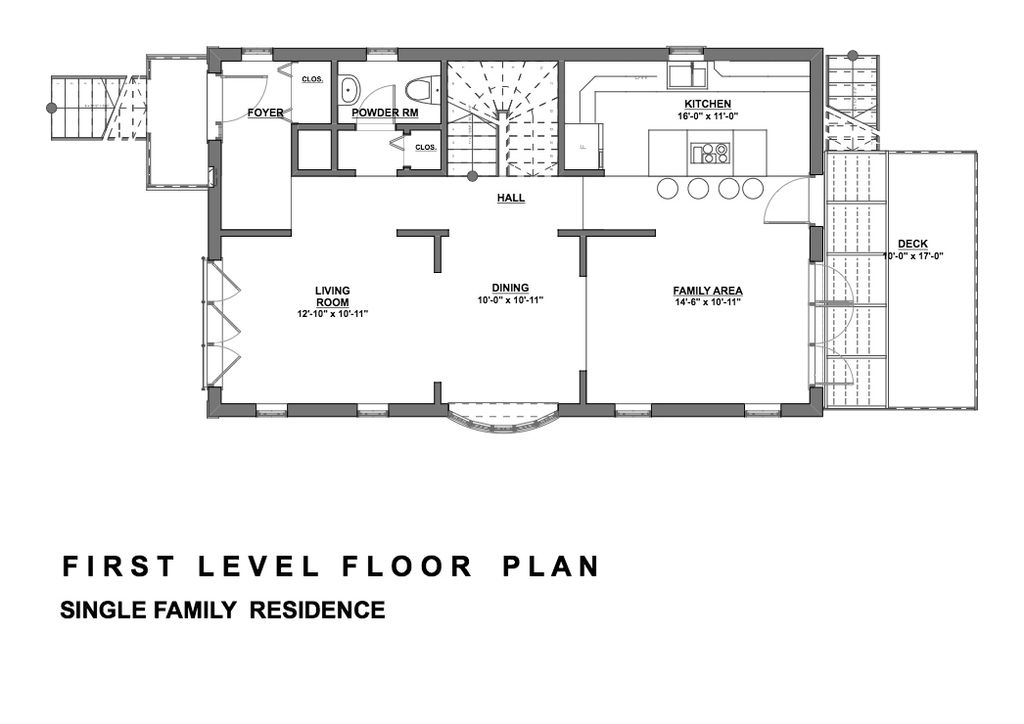 CLOS.
FOYER
POWDER RM
CLOS.
KITCHEN
16'-0" x 11'-0"
F
DW
HALL
LIVING
ROOM
12'-10" x 10'-11"
DINING
10'-0" x 10'-11"
FAMILY AREA
14'-6" x 10'-11"
DECK
10'-0" x 17'-0"
FIRST LEVEL FLOOR PLAN
SINGLE FAMILY RESIDENCE